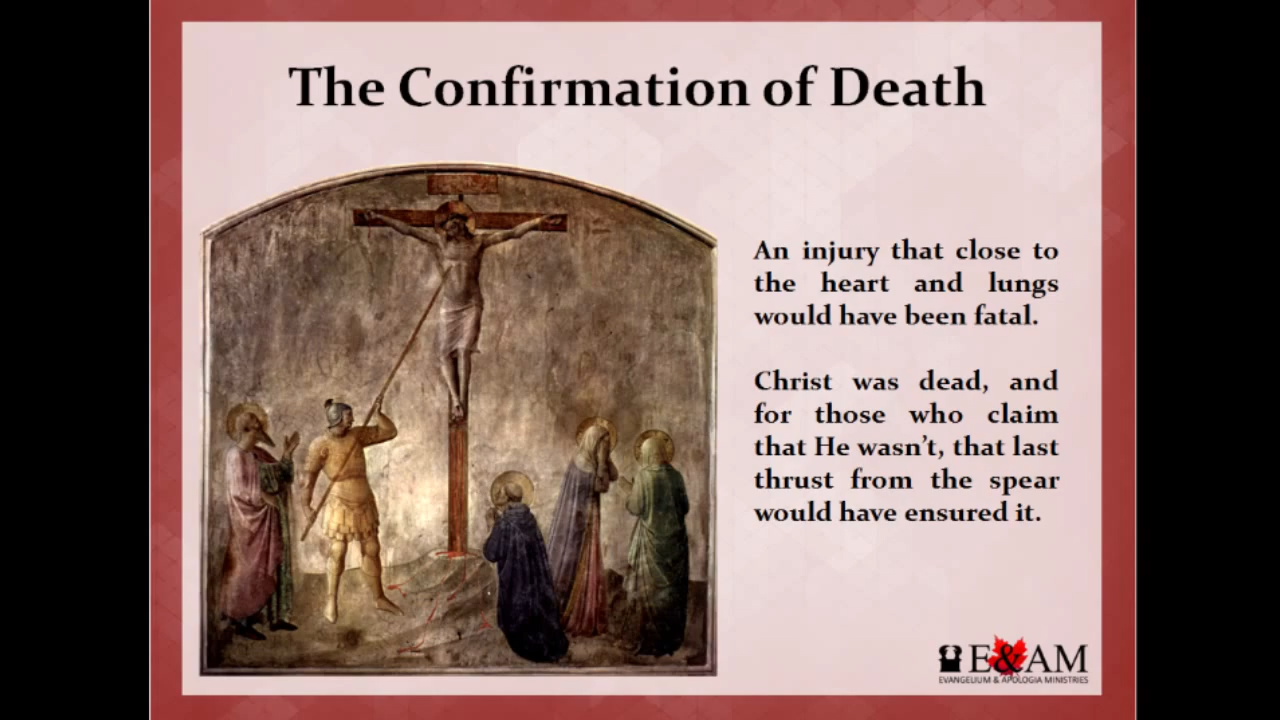 The Confirmation of Death
An injury that close to
the heart and lungs
would have been fatal.
Christ was dead, and
for those who claim
that He wasn't, that last
thrust from the spear
would have ensured it.
E&AM
EVANGELIUM & APOLOGIA MINISTRIES